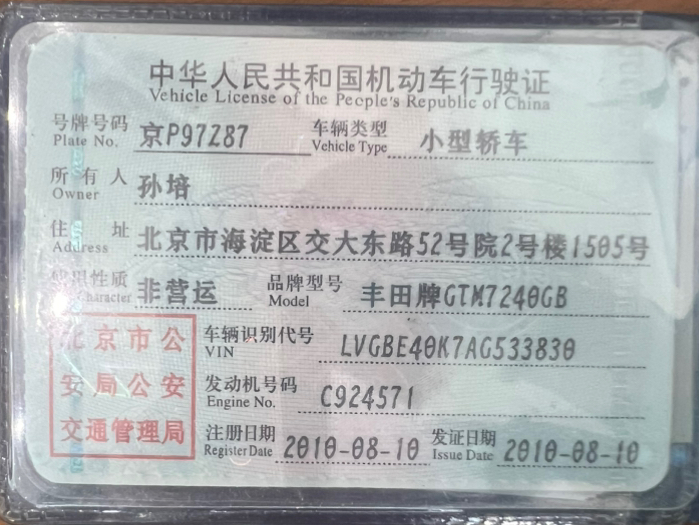 中华人民共和国机动车行驶证
Vehicle License of the People's Republic of China
号牌号码 京P97Z87 车辆类型 小型轿车
Plate No. Vehicle Type
所有人 孙培
Owner
住址 北京市海淀区交大东路52号院2号楼1505号
Address
使用性质 非营运 品牌型号 丰田牌GTM7240GB
Character Model
北京市公 车辆识别代号 LVGBE40K7AG533830
VIN
安局公安 发动机号码 C924571
Engine No.
交通管理局 注册日期 2010-08-10 发证日期 2010-08-10
Register Date Issue Date